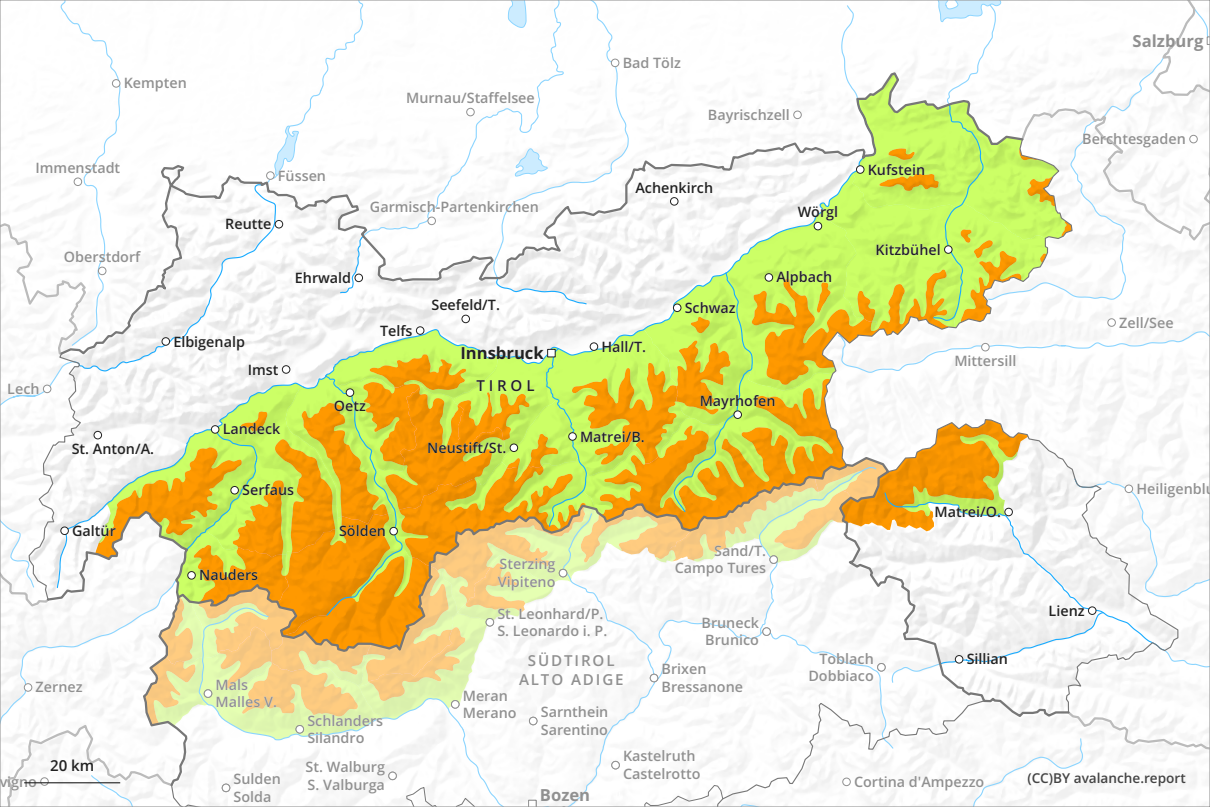 Salzburg
Bad Tölz
Kempten
Murnau/Staffelsee
Bayrischzell
Berchtesgaden
Immenstadt
Füssen
Kufstein
Achenkirch
Garmisch-Partenkirchen
Wörgl
Reutte
Kitzbühel
Oberstdorf
Ehrwald
Alpbach
Seefeld/T.
Schwaz
Telfs
Zell/See
Elbigenalp
Innsbruck
Hall/T.
Mittersill
Imst
Lech
TIROL
Oetz
Mayrhofen
Landeck
Matrei/B.
St. Anton/A.
Neustift/St.
Serfaus
Heiligenblu
Matrei/O.
Galtür
Sölden
Sand/T.
Campo Tures
Sterzing
Vipiteno
Nauders
Lienz
St. Leonhard/P.
S. Leonardo i. P.
Bruneck
Brunico
SÜDTIROL
ALTO ADIGE
Sillian
Toblach
Dobbiaco
Brixen
Bressanone
Zernez
Mals
Malles V.
Meran
Merano
Schlanders
Silandro
Sarnthein
Sarentino
Kastelruth
Castelrotto
20 km
St. Walburg
S. Valburga
vigno
Sulden
Solda
Cortina d'Ampezzo
(CC)BY avalanche.report
Bozen